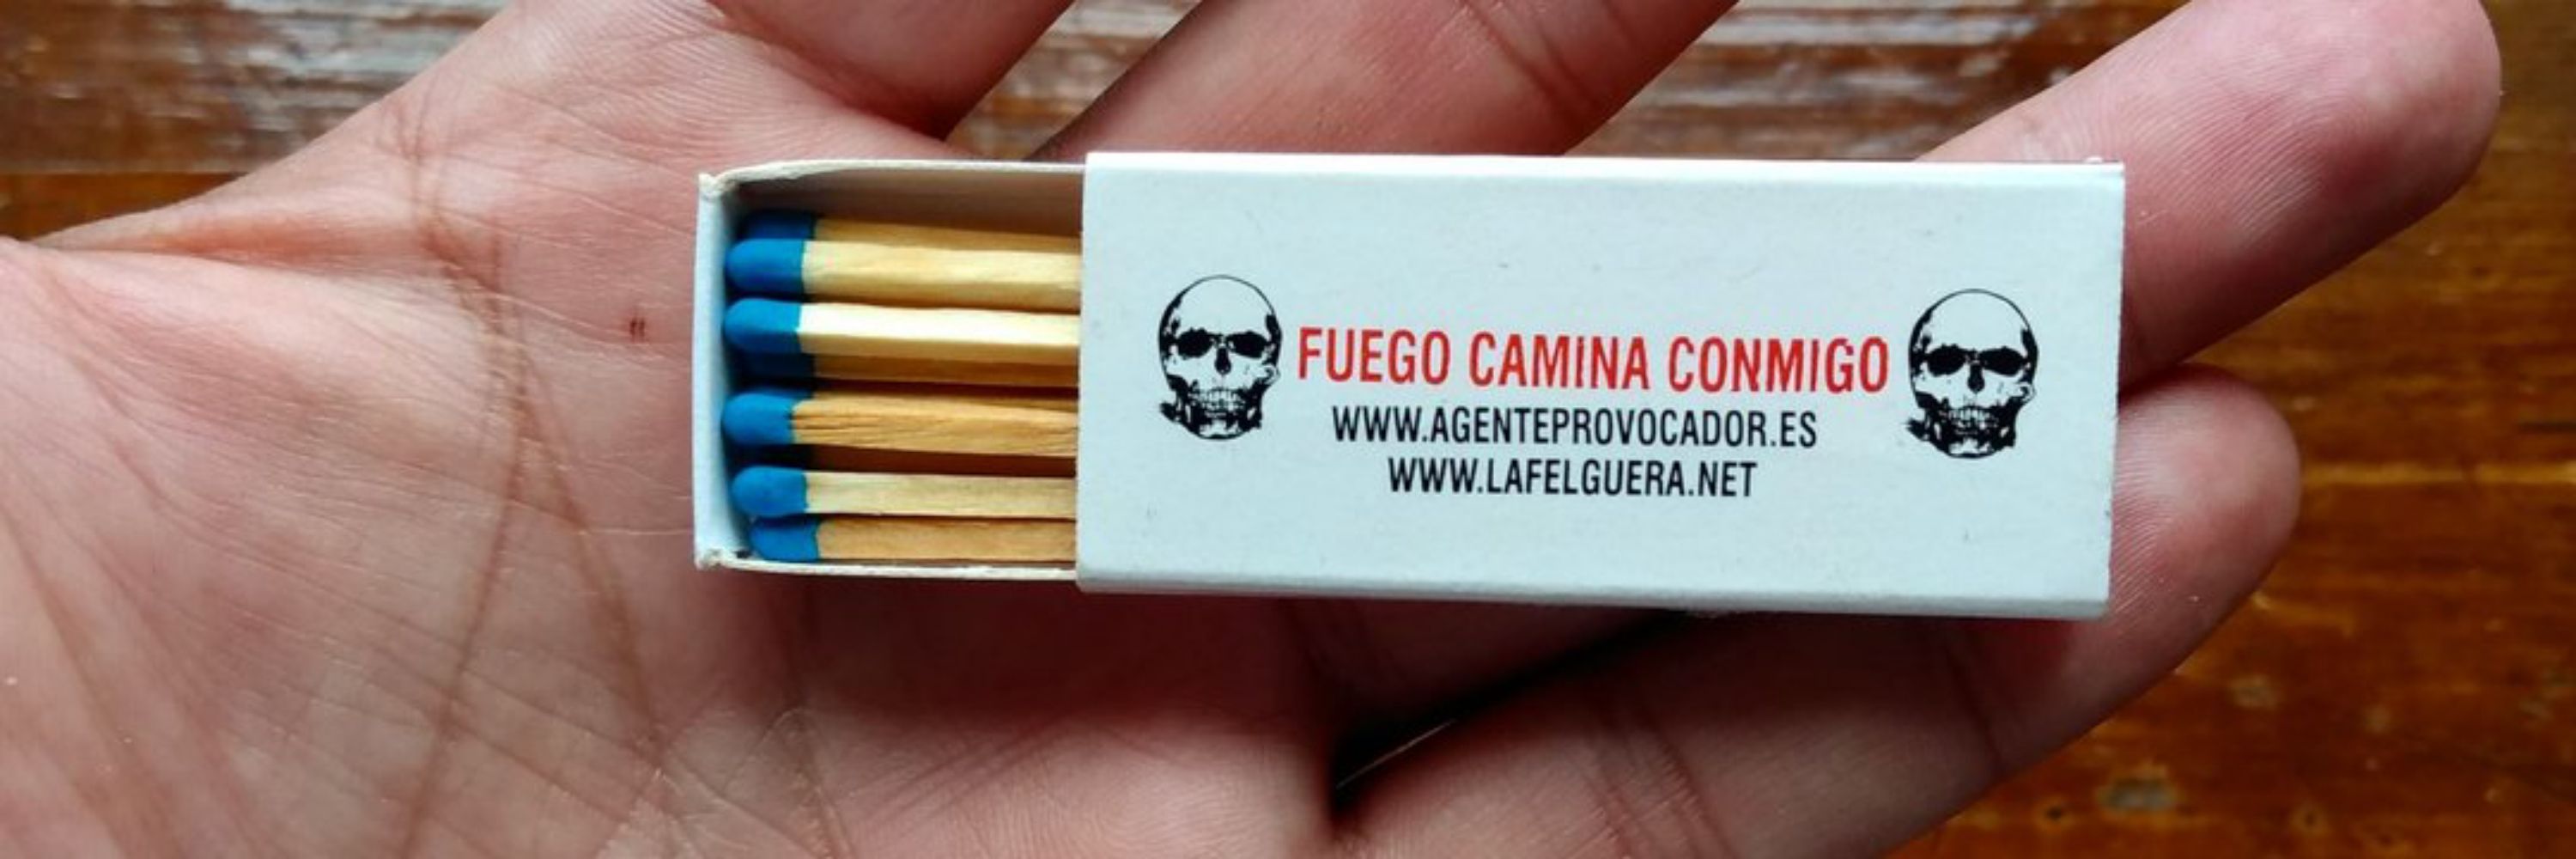 FUEGO CAMINA CONMIGO
WWW.AGENTEPROVOCADOR.ES
WWW.LAFELGUERA.NET